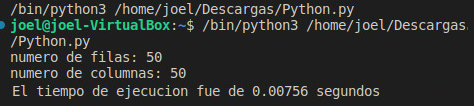 /bin/python3 /home/joel/Descargas/Python.py
joel@joel-VirtualBox:~$ /bin/python3 /home/joel/Descargas
/Python.py
numero de filas: 50
numero de columnas: 50
El tiempo de ejecucion fue de 0.00756 segundos